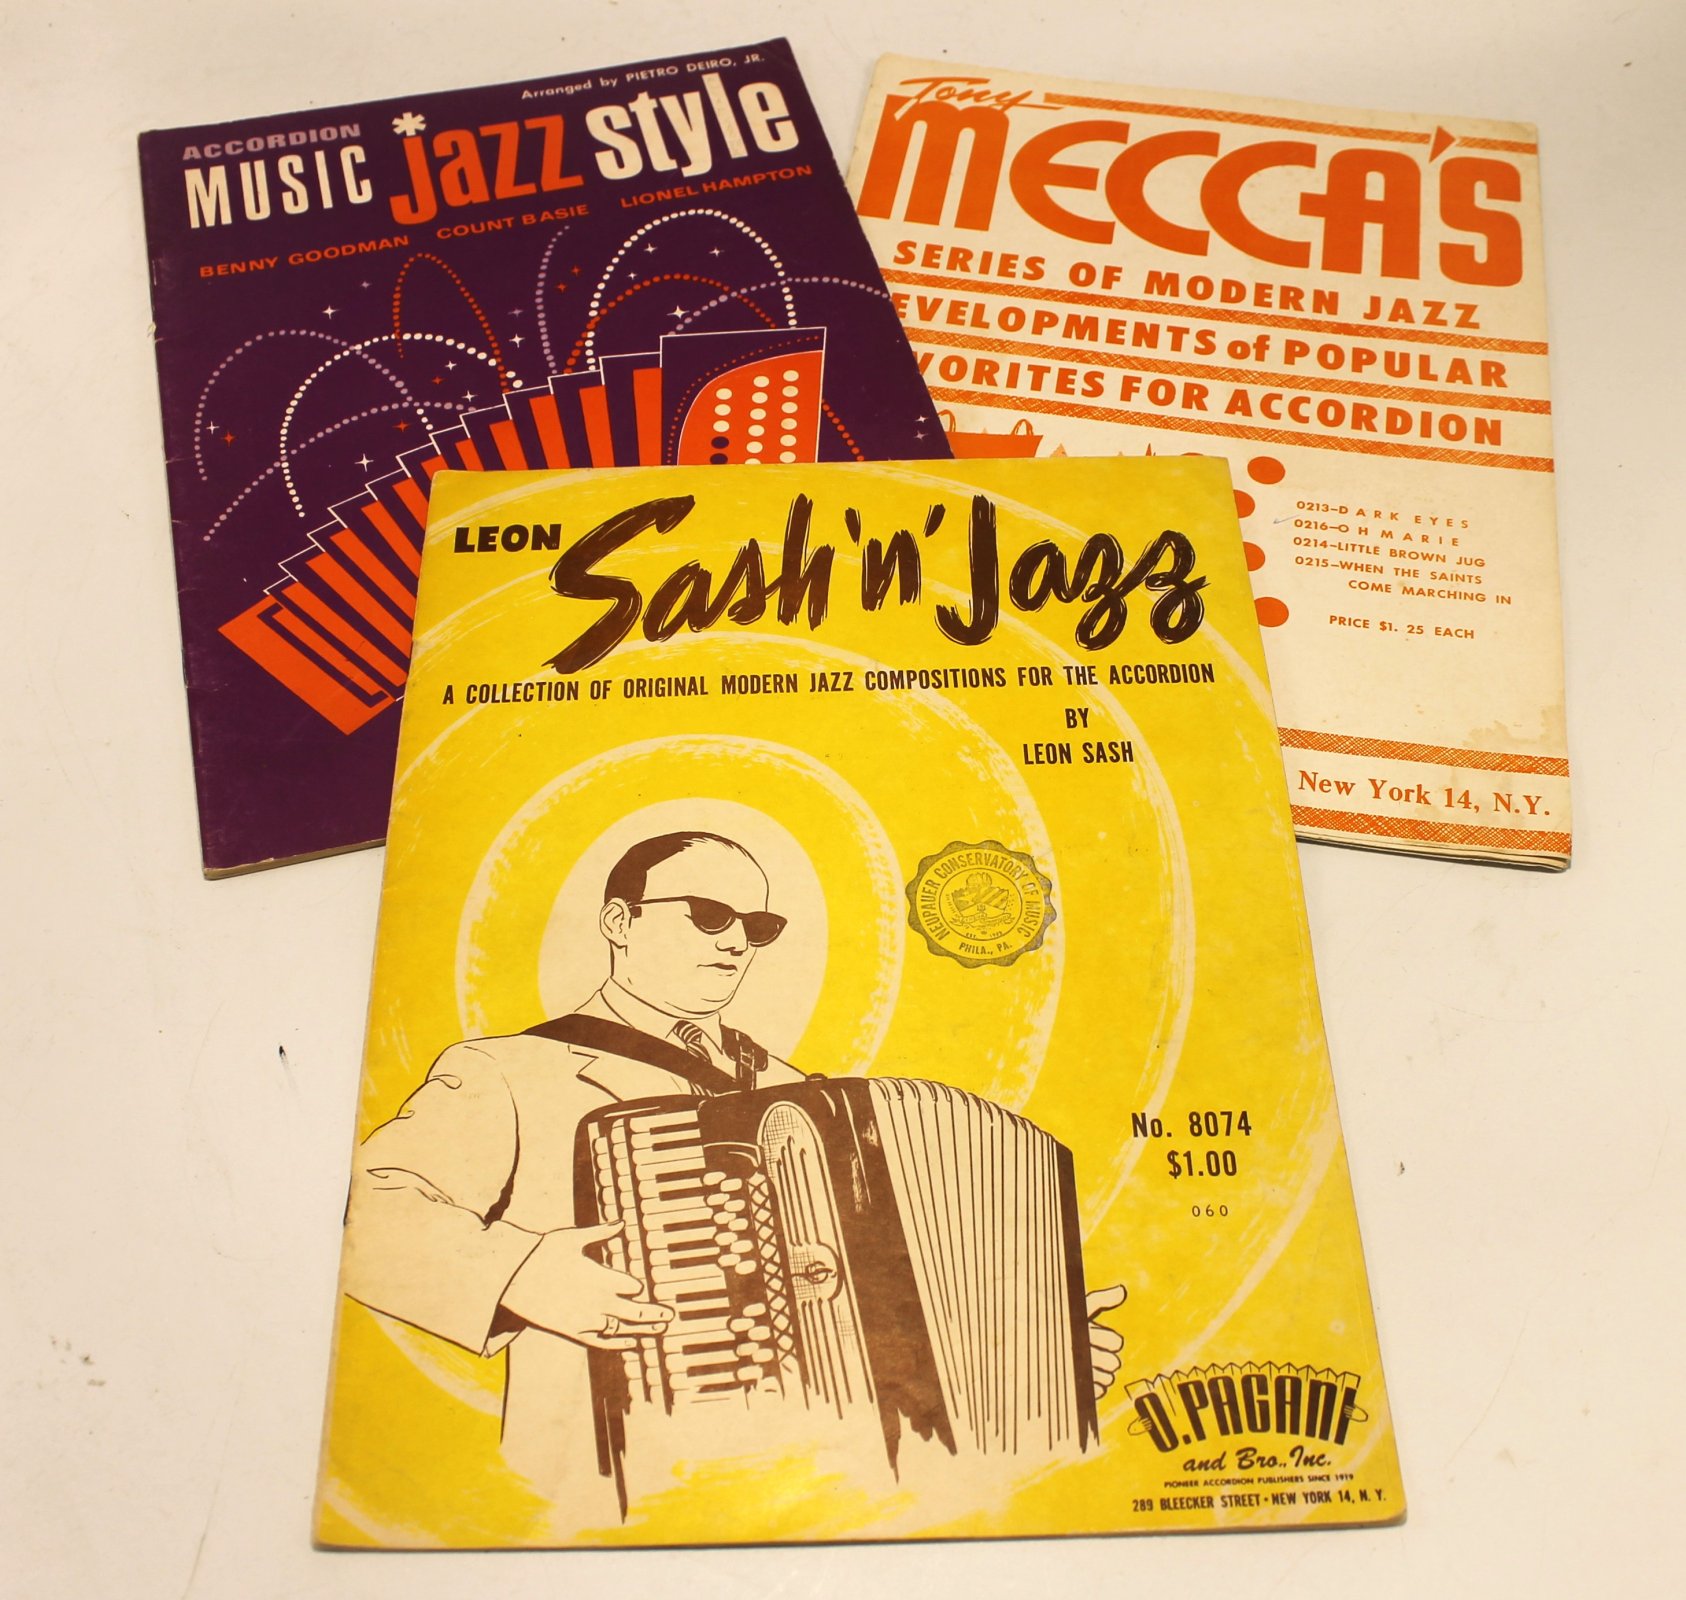 Arranged by PIETRO DEIRO, JR.
ACCORDION
MUSIC jazz style
BENNY GOODMAN COUNT BASIE LIONEL HAMPTON
Tony
MECCA'S
SERIES OF MODERN JAZZ
EVELOPMENTS of POPULAR
VORITES FOR ACCORDION
0213-DARK EYES
0216-OH MARIE
0214-LITTLE BROWN JUG
0215-WHEN THE SAINTS
COME MARCHING IN
PRICE $1. 25 EACH
New York 14, N.Y.
LEON Sash 'n' Jazz
A COLLECTION OF ORIGINAL MODERN JAZZ COMPOSITIONS FOR THE ACCORDION
BY
LEON SASH
NEUPAUER CONSERVATORY OF MUSIC
PHILA., PA.
No. 8074
$1.00
060
O. PAGANI
and Bro., Inc.
PIONEER ACCORDION PUBLISHERS SINCE 1919
289 BLEECKER STREET • NEW YORK 14, N. Y.